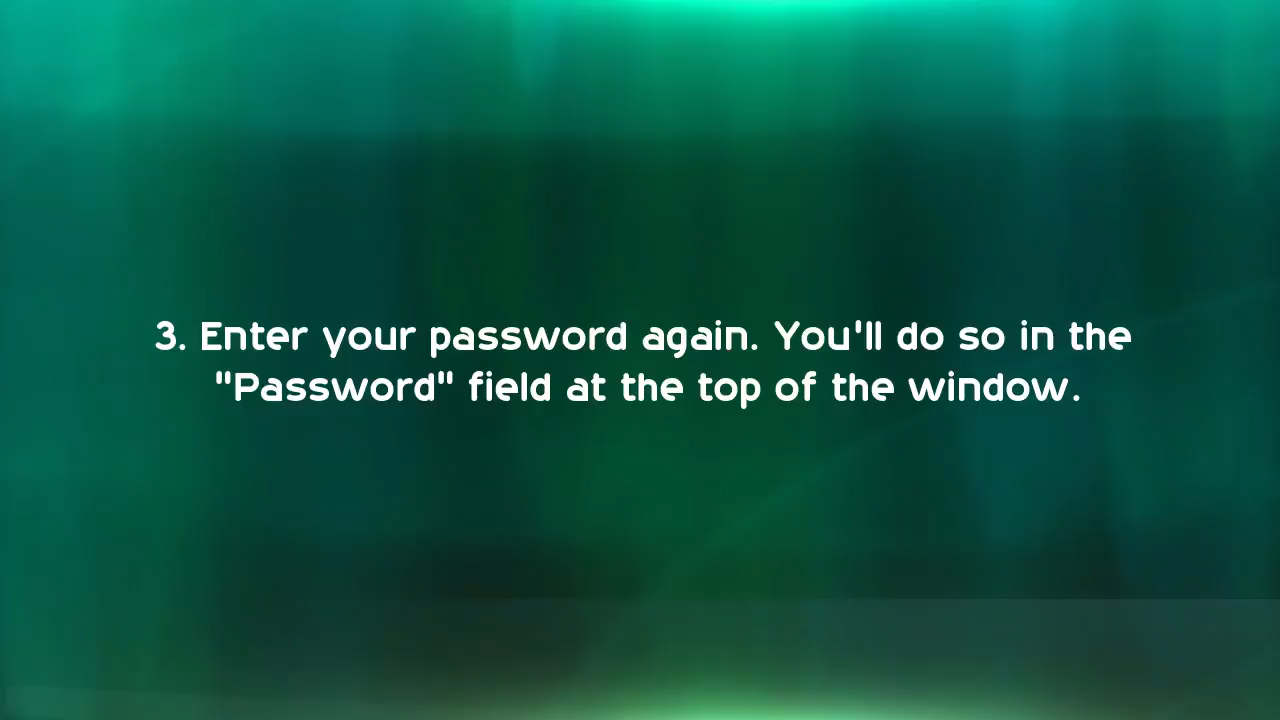 3. Enter your password again. You'll do so in the
"Password" field at the top of the window.